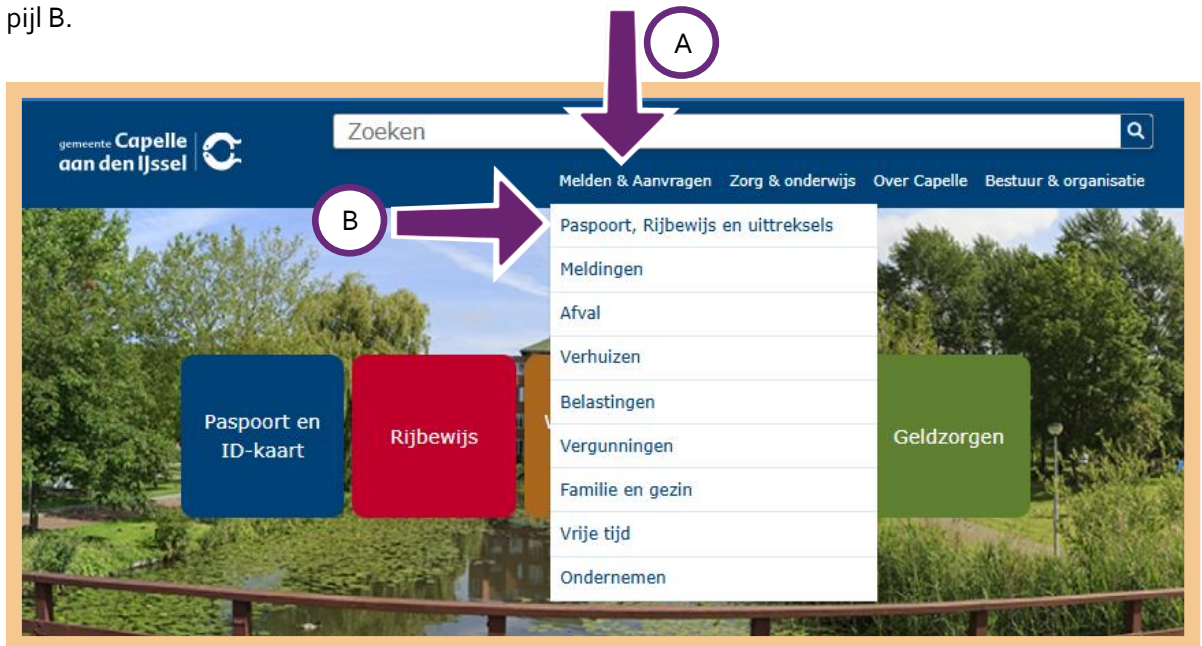 pijl B.
A
gemeente Capelle
aan den IJssel
Zoeken
Melden & Aanvragen Zorg & onderwijs Over Capelle Bestuur & organisatie
B
Paspoort, Rijbewijs en uittreksels
Meldingen
Afval
Verhuizen
Belastingen
Vergunningen
Familie en gezin
Vrije tijd
Ondernemen
Paspoort en
ID-kaart
Rijbewijs
Geldzorgen